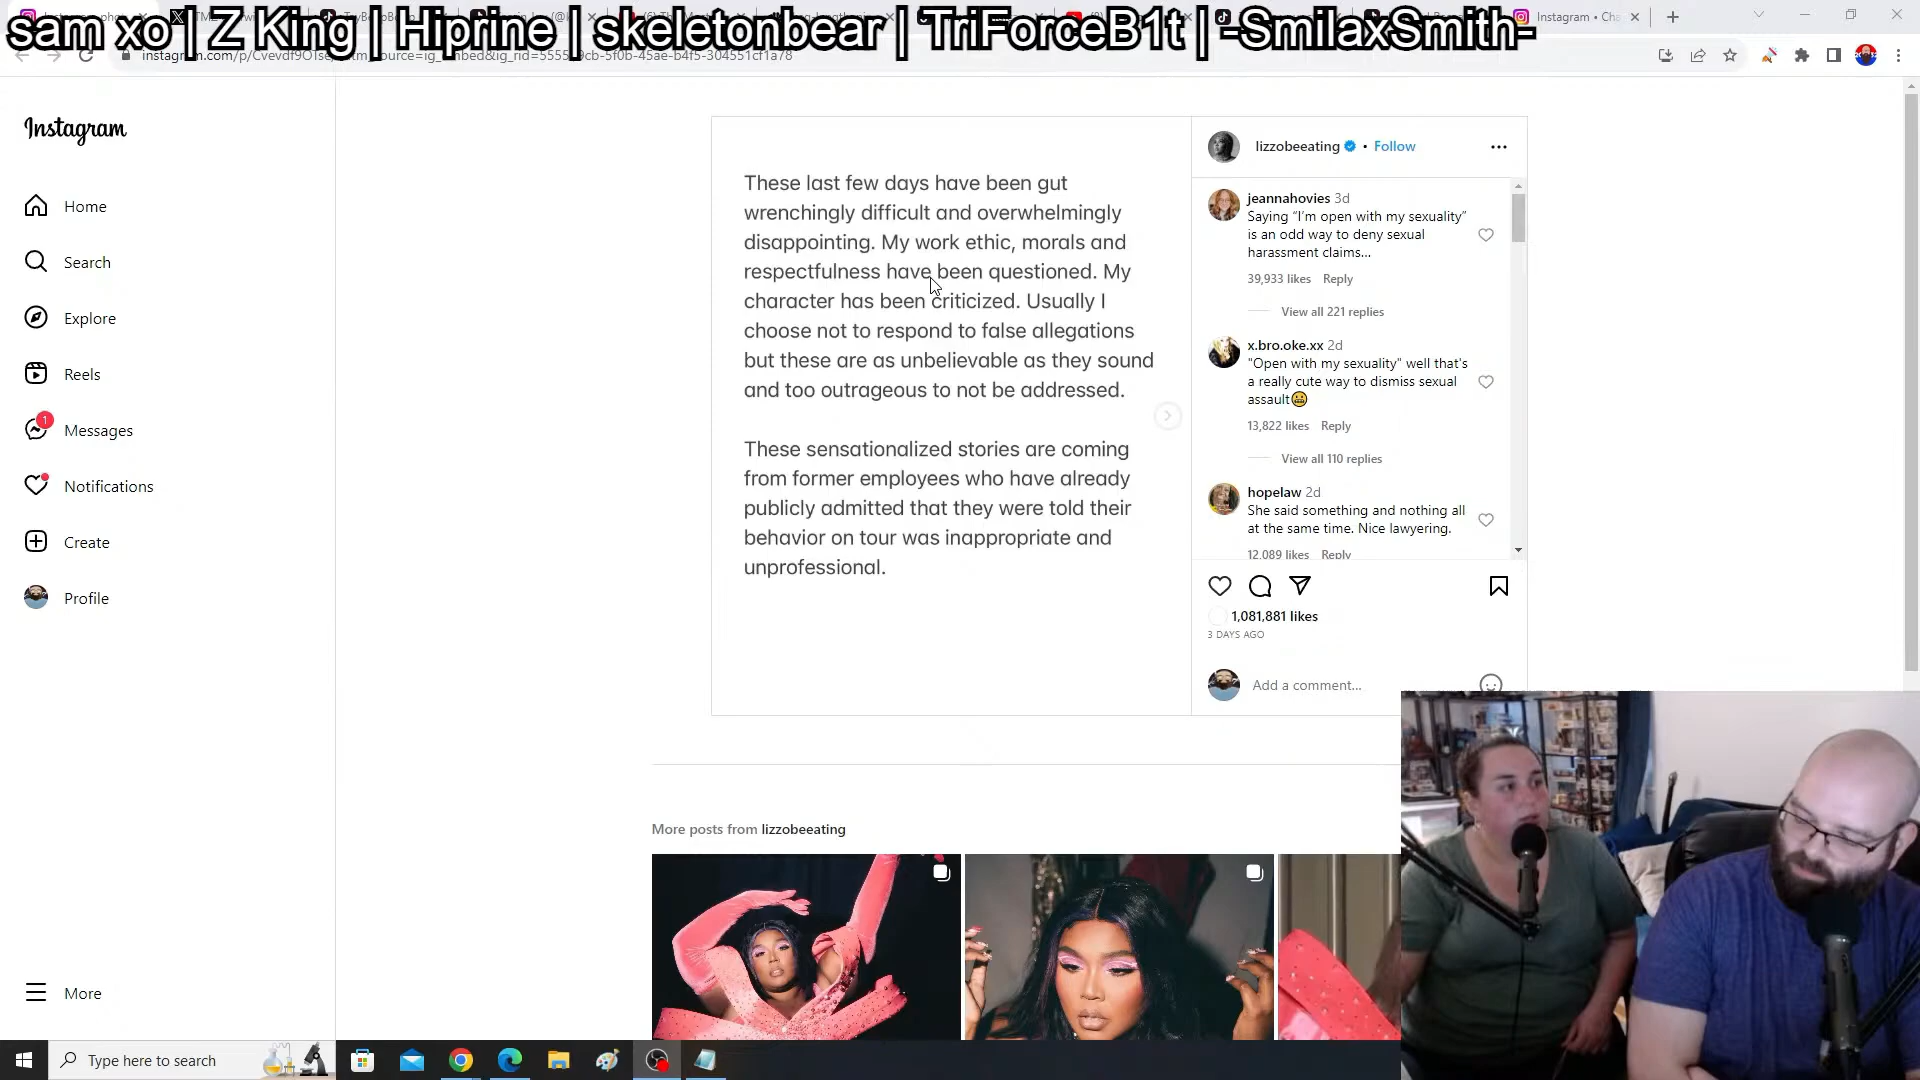 sam xo | Z King | Hiprine | skeletonbear | TriForceB1t | -SmilaxSmith-
Instagram • Cha
Instagram
Home
Search
Explore
Reels
1
Messages
Notifications
Create
Profile
More
These last few days have been gut
wrenchingly difficult and overwhelmingly
disappointing. My work ethic, morals and
respectfulness have been questioned. My
character has been criticized. Usually I
choose not to respond to false allegations
but these are as unbelievable as they sound
and too outrageous to not be addressed.
These sensationalized stories are coming
from former employees who have already
publicly admitted that they were told their
behavior on tour was inappropriate and
unprofessional.
lizzobeeating • Follow
jeannahovies 3d
Saying “I’m open with my sexuality”
is an odd way to deny sexual
harassment claims...
39,933 likes Reply
View all 221 replies
x.bro.oke.xx 2d
"Open with my sexuality" well that's
a really cute way to dismiss sexual
assault😬
13,822 likes Reply
View all 110 replies
hopelaw 2d
She said something and nothing all
at the same time. Nice lawyering.
12,089 likes Reply
1,081,881 likes
3 DAYS AGO
Add a comment...
More posts from lizzobeeating
Type here to search